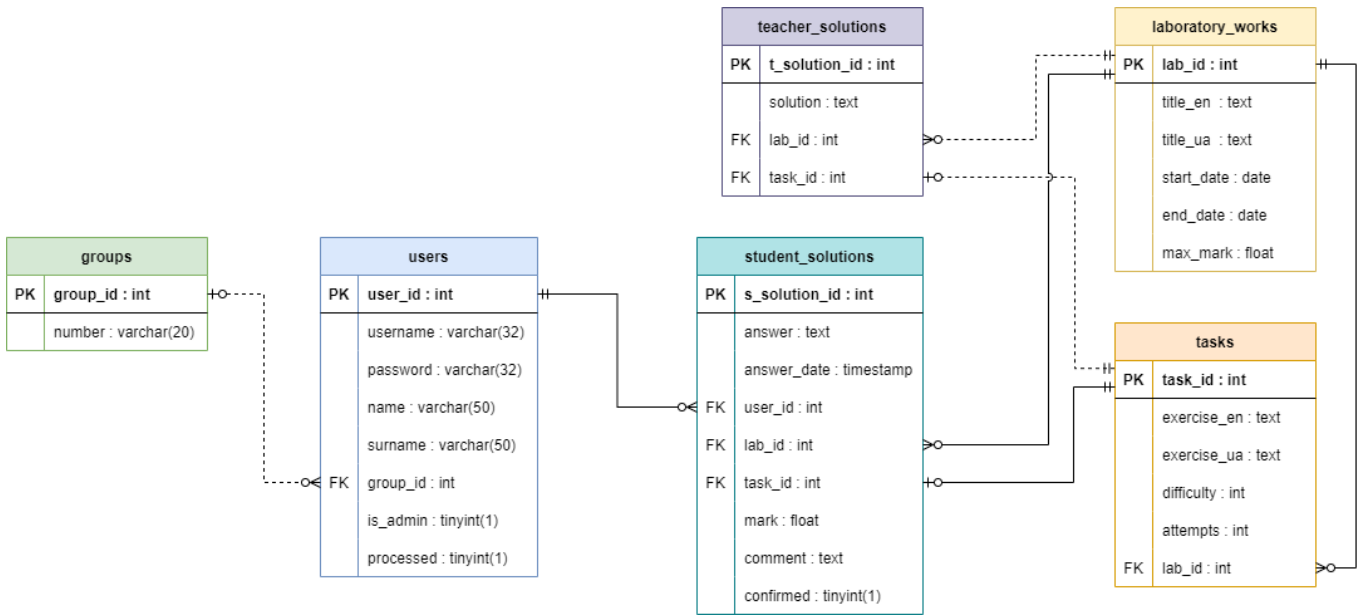 teacher_solutions
PK t_solution_id : int
solution : text
FK lab_id : int
FK task_id : int
laboratory_works
PK lab_id : int
title_en : text
title_ua : text
start_date : date
end_date : date
max_mark : float
groups
PK group_id : int
number : varchar(20)
users
PK user_id : int
username : varchar(32)
password : varchar(32)
name : varchar(50)
surname : varchar(50)
FK group_id : int
is_admin : tinyint(1)
processed : tinyint(1)
student_solutions
PK s_solution_id : int
answer : text
answer_date : timestamp
FK user_id : int
FK lab_id : int
FK task_id : int
mark : float
comment : text
confirmed : tinyint(1)
tasks
PK task_id : int
exercise_en : text
exercise_ua : text
difficulty : int
attempts : int
FK lab_id : int